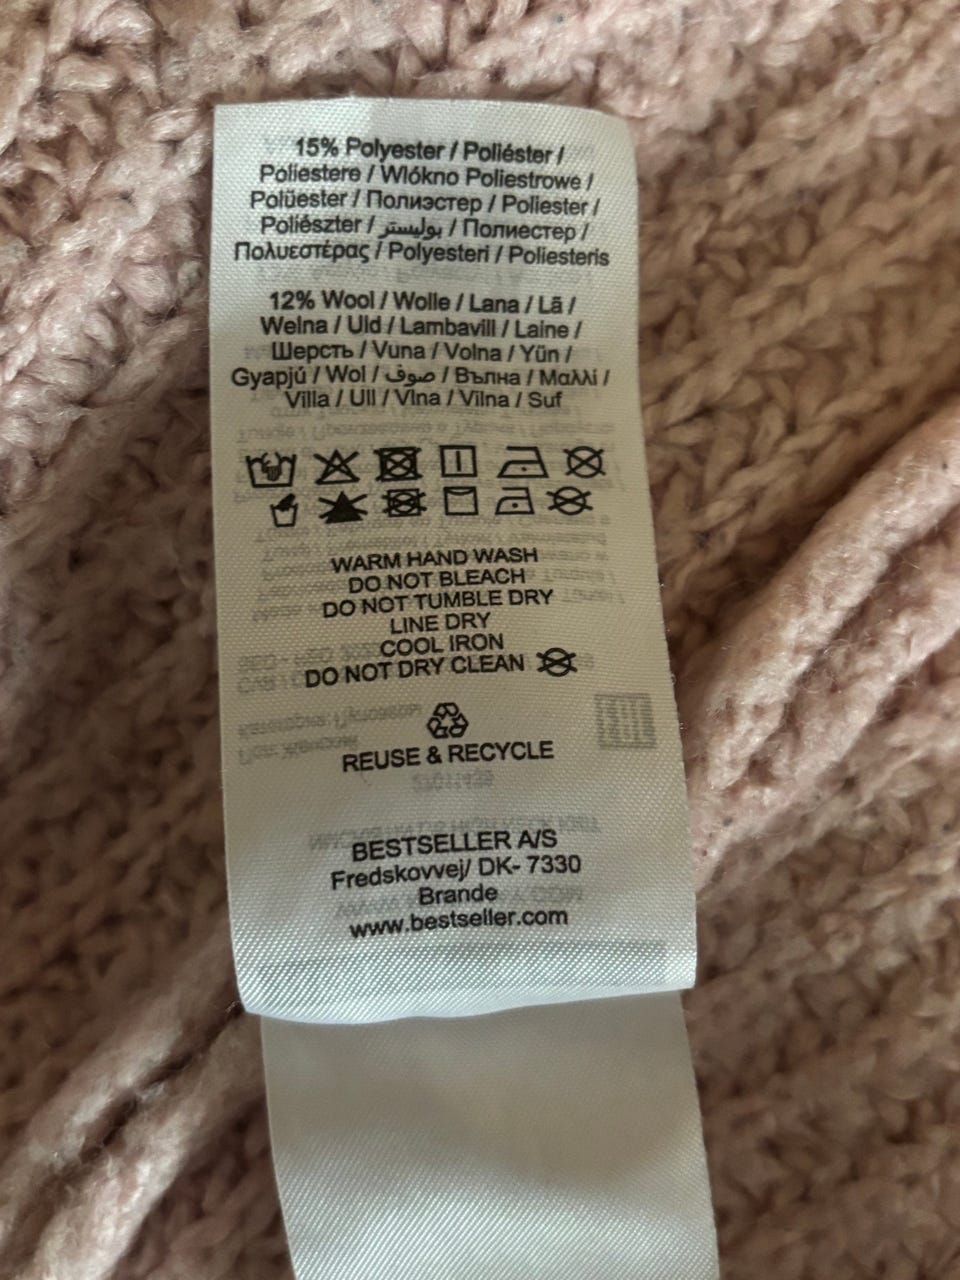 15% Polyester / Poliéster /
Poliestere / Włókno Poliestrowe /
Polüester / Полиэстер / Poliester /
Poliészter / بوليستر / Полиестер /
Πολυεστέρας / Polyesteri / Poliesteris
12% Wool / Wolle / Lana / Lã /
Wełna / Uld / Lambavill / Laine /
Шерсть / Vuna / Volna / Yün /
Gyapjú / Wol / صوف / Вълна / Μαλλί /
Villa / Ull / Vlna / Vilna / Suf
WARM HAND WASH
DO NOT BLEACH
DO NOT TUMBLE DRY
LINE DRY
COOL IRON
DO NOT DRY CLEAN
REUSE & RECYCLE
BESTSELLER A/S
Fredskovvej/ DK- 7330
Brande
www.bestseller.com